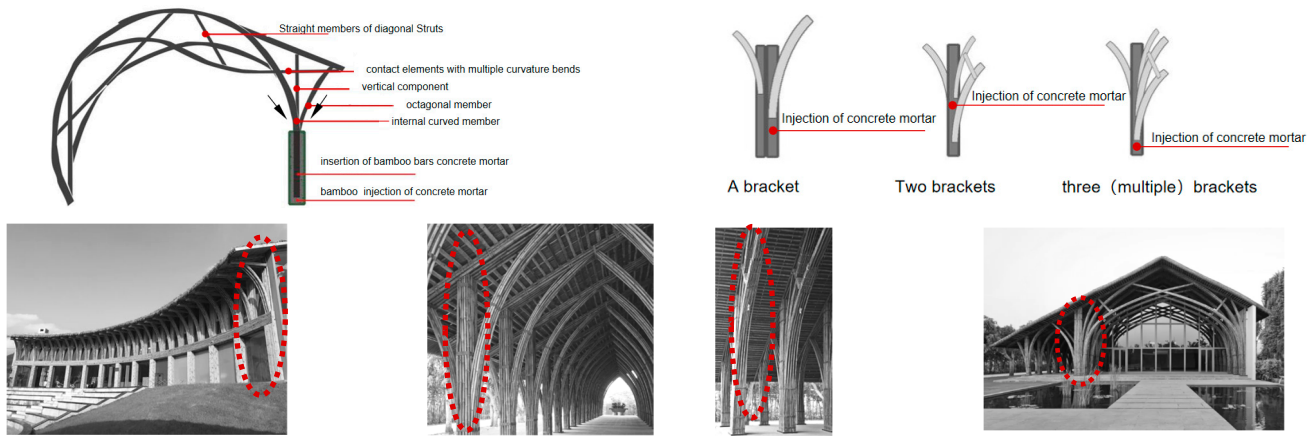 Straight members of diagonal Struts
contact elements with multiple curvature bends
vertical component
octagonal member
internal curved member
insertion of bamboo bars concrete mortar
bamboo injection of concrete mortar
Injection of concrete mortar
A bracket
Injection of concrete mortar
Two brackets
Injection of concrete mortar
three（multiple）brackets